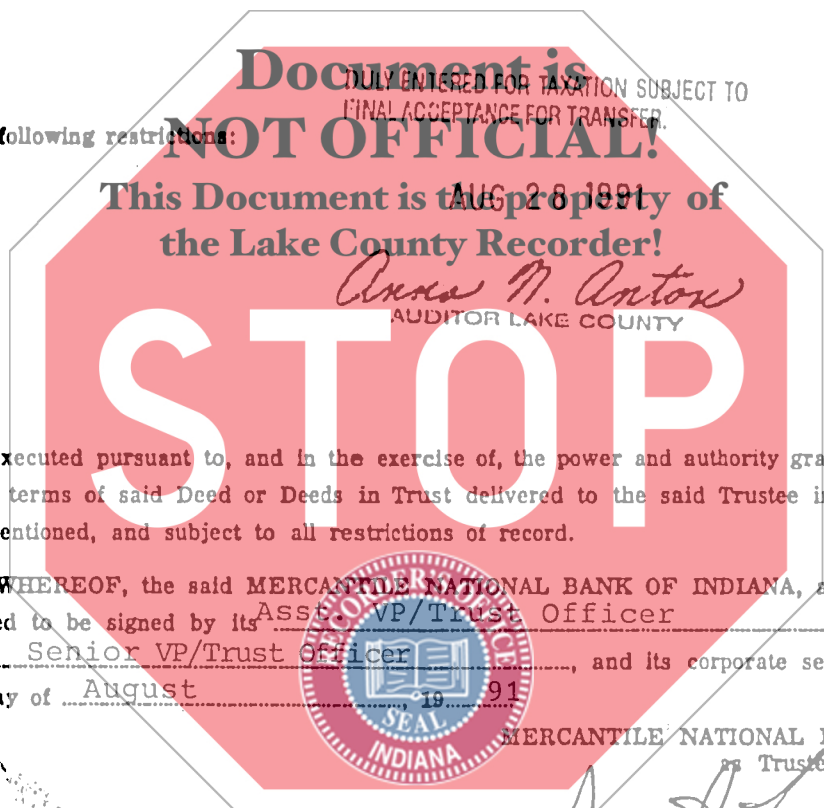 Document is
DULY ENTERED FOR TAXATION SUBJECT TO
FINAL ACCEPTANCE FOR TRANSFER.
following restrictions:
NOT OFFICIAL!
This Document is the property of
AUG 28 1991
the Lake County Recorder!
Anna N. Anton
AUDITOR LAKE COUNTY
STOP
xecuted pursuant to, and in the exercise of, the power and authority gra
terms of said Deed or Deeds in Trust delivered to the said Trustee in
entioned, and subject to all restrictions of record.
WHEREOF, the said MERCANTILE NATIONAL BANK OF INDIANA, a
ed to be signed by its Asst. VP/Trust Officer
Senior VP/Trust Officer, and its corporate se
y of August, 19 91
RECORDER'S OFFICE
SEAL
INDIANA
MERCANTILE NATIONAL
as Truste